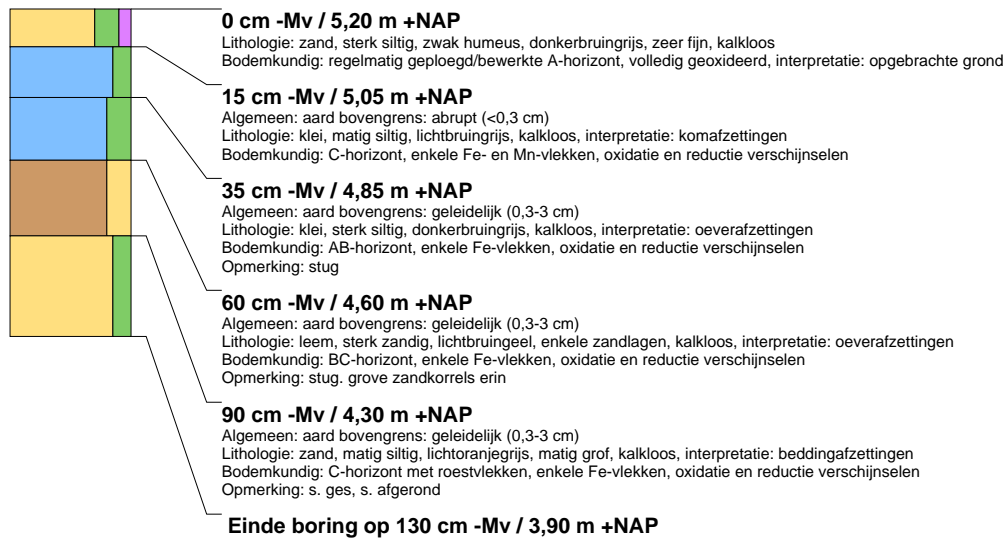 0 cm -Mv / 5,20 m +NAP
Lithologie: zand, sterk siltig, zwak humeus, donkerbruingrijs, zeer fijn, kalkloos
Bodemkundig: regelmatig geploegd/bewerkte A-horizont, volledig geoxideerd, interpretatie: opgebrachte grond
15 cm -Mv / 5,05 m +NAP
Algemeen: aard bovengrens: abrupt (<0,3 cm)
Lithologie: klei, matig siltig, lichtbruingrijs, kalkloos, interpretatie: komafzettingen
Bodemkundig: C-horizont, enkele Fe- en Mn-vlekken, oxidatie en reductie verschijnselen
35 cm -Mv / 4,85 m +NAP
Algemeen: aard bovengrens: geleidelijk (0,3-3 cm)
Lithologie: klei, sterk siltig, donkerbruingrijs, kalkloos, interpretatie: oeverafzettingen
Bodemkundig: AB-horizont, enkele Fe-vlekken, oxidatie en reductie verschijnselen
Opmerking: stug
60 cm -Mv / 4,60 m +NAP
Algemeen: aard bovengrens: geleidelijk (0,3-3 cm)
Lithologie: leem, sterk zandig, lichtbruingeel, enkele zandlagen, kalkloos, interpretatie: oeverafzettingen
Bodemkundig: BC-horizont, enkele Fe-vlekken, oxidatie en reductie verschijnselen
Opmerking: stug. grove zandkorrels erin
90 cm -Mv / 4,30 m +NAP
Algemeen: aard bovengrens: geleidelijk (0,3-3 cm)
Lithologie: zand, matig siltig, lichtoranjegrijs, matig grof, kalkloos, interpretatie: beddingafzettingen
Bodemkundig: C-horizont met roestvlekken, enkele Fe-vlekken, oxidatie en reductie verschijnselen
Opmerking: s. ges, s. afgerond
Einde boring op 130 cm -Mv / 3,90 m +NAP